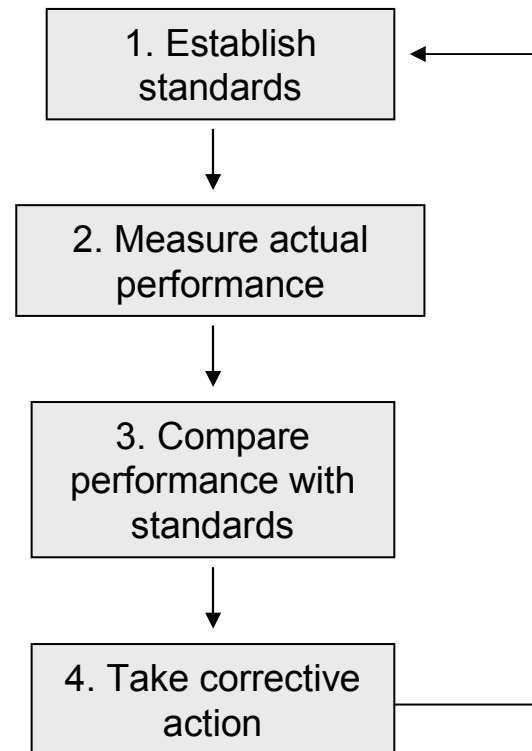 1. Establish
standards
2. Measure actual
performance
3. Compare
performance with
standards
4. Take corrective
action